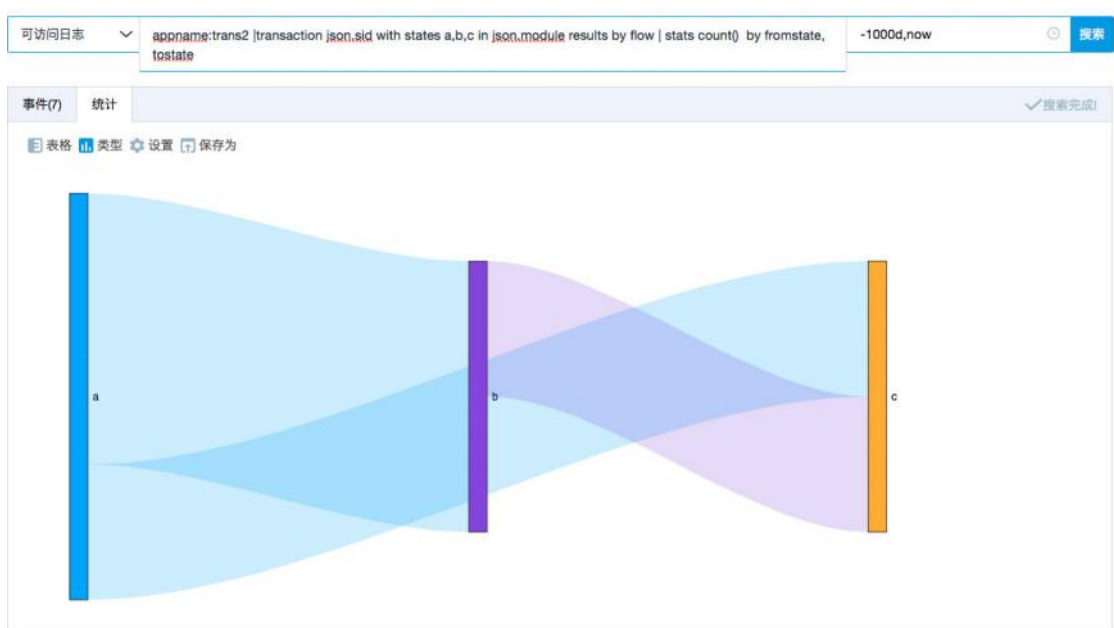 可访问日志
appname:trans2 |transaction json.sid with states a,b,c in json.module results by flow | stats count()  by fromstate,
tostate
-1000d,now
搜索
事件(7) 统计
搜索完成!
表格 类型 设置 保存为
a
b
c